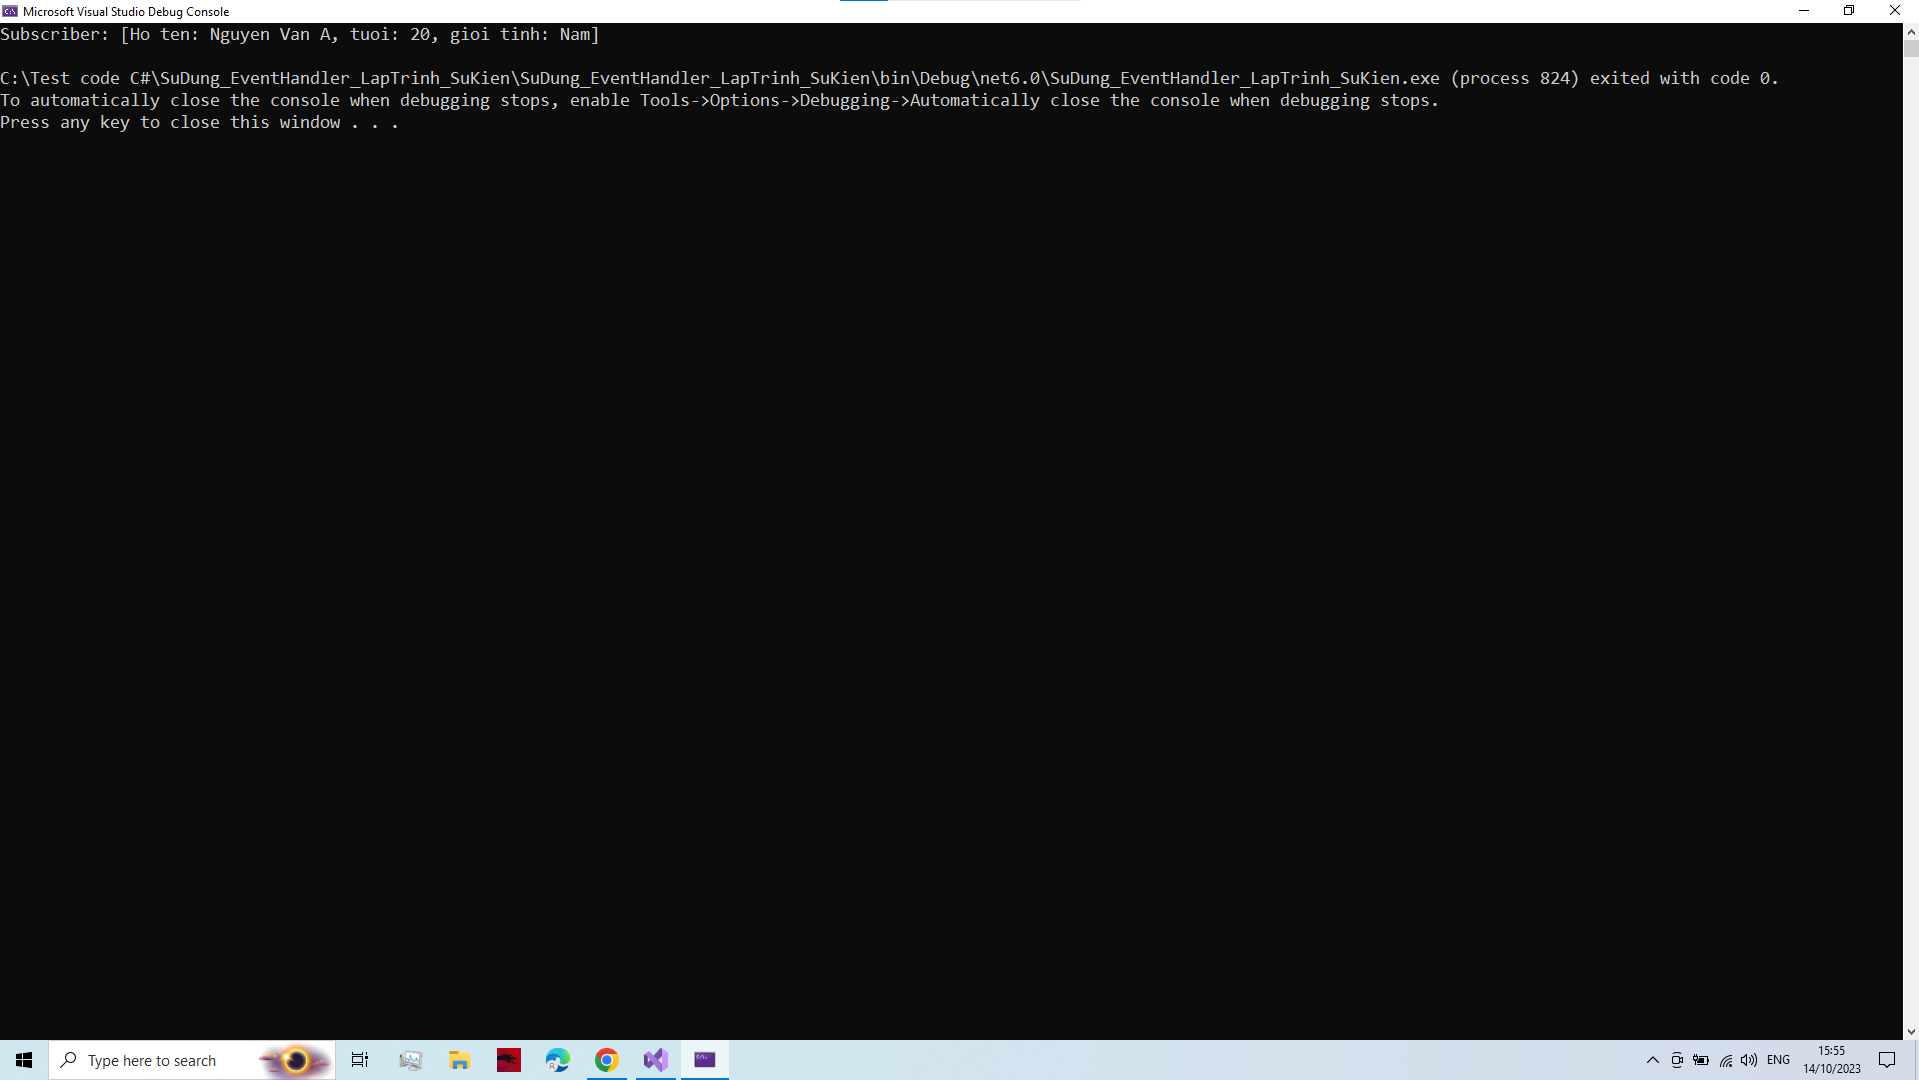 Microsoft Visual Studio Debug Console
Subscriber: [Ho ten: Nguyen Van A, tuoi: 20, gioi tinh: Nam]
C:\Test code C#\SuDung_EventHandler_LapTrinh_SuKien\SuDung_EventHandler_LapTrinh_SuKien\bin\Debug\net6.0\SuDung_EventHandler_LapTrinh_SuKien.exe (process 824) exited with code 0.
To automatically close the console when debugging stops, enable Tools->Options->Debugging->Automatically close the console when debugging stops.
Press any key to close this window . . .
Type here to search
ENG
15:55
14/10/2023